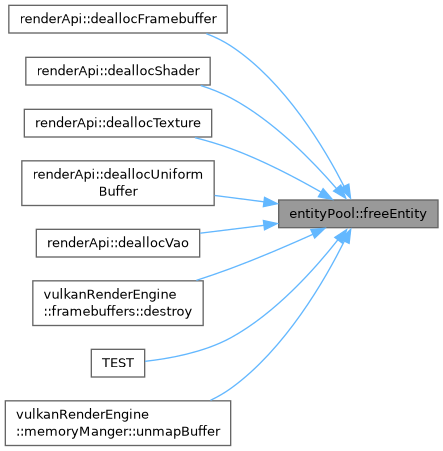 renderApi::deallocFramebuffer
renderApi::deallocShader
renderApi::deallocTexture
renderApi::deallocUniform
Buffer
renderApi::deallocVao
vulkanRenderEngine
::framebuffers::destroy
TEST
vulkanRenderEngine
::memoryManger::unmapBuffer
entityPool::freeEntity